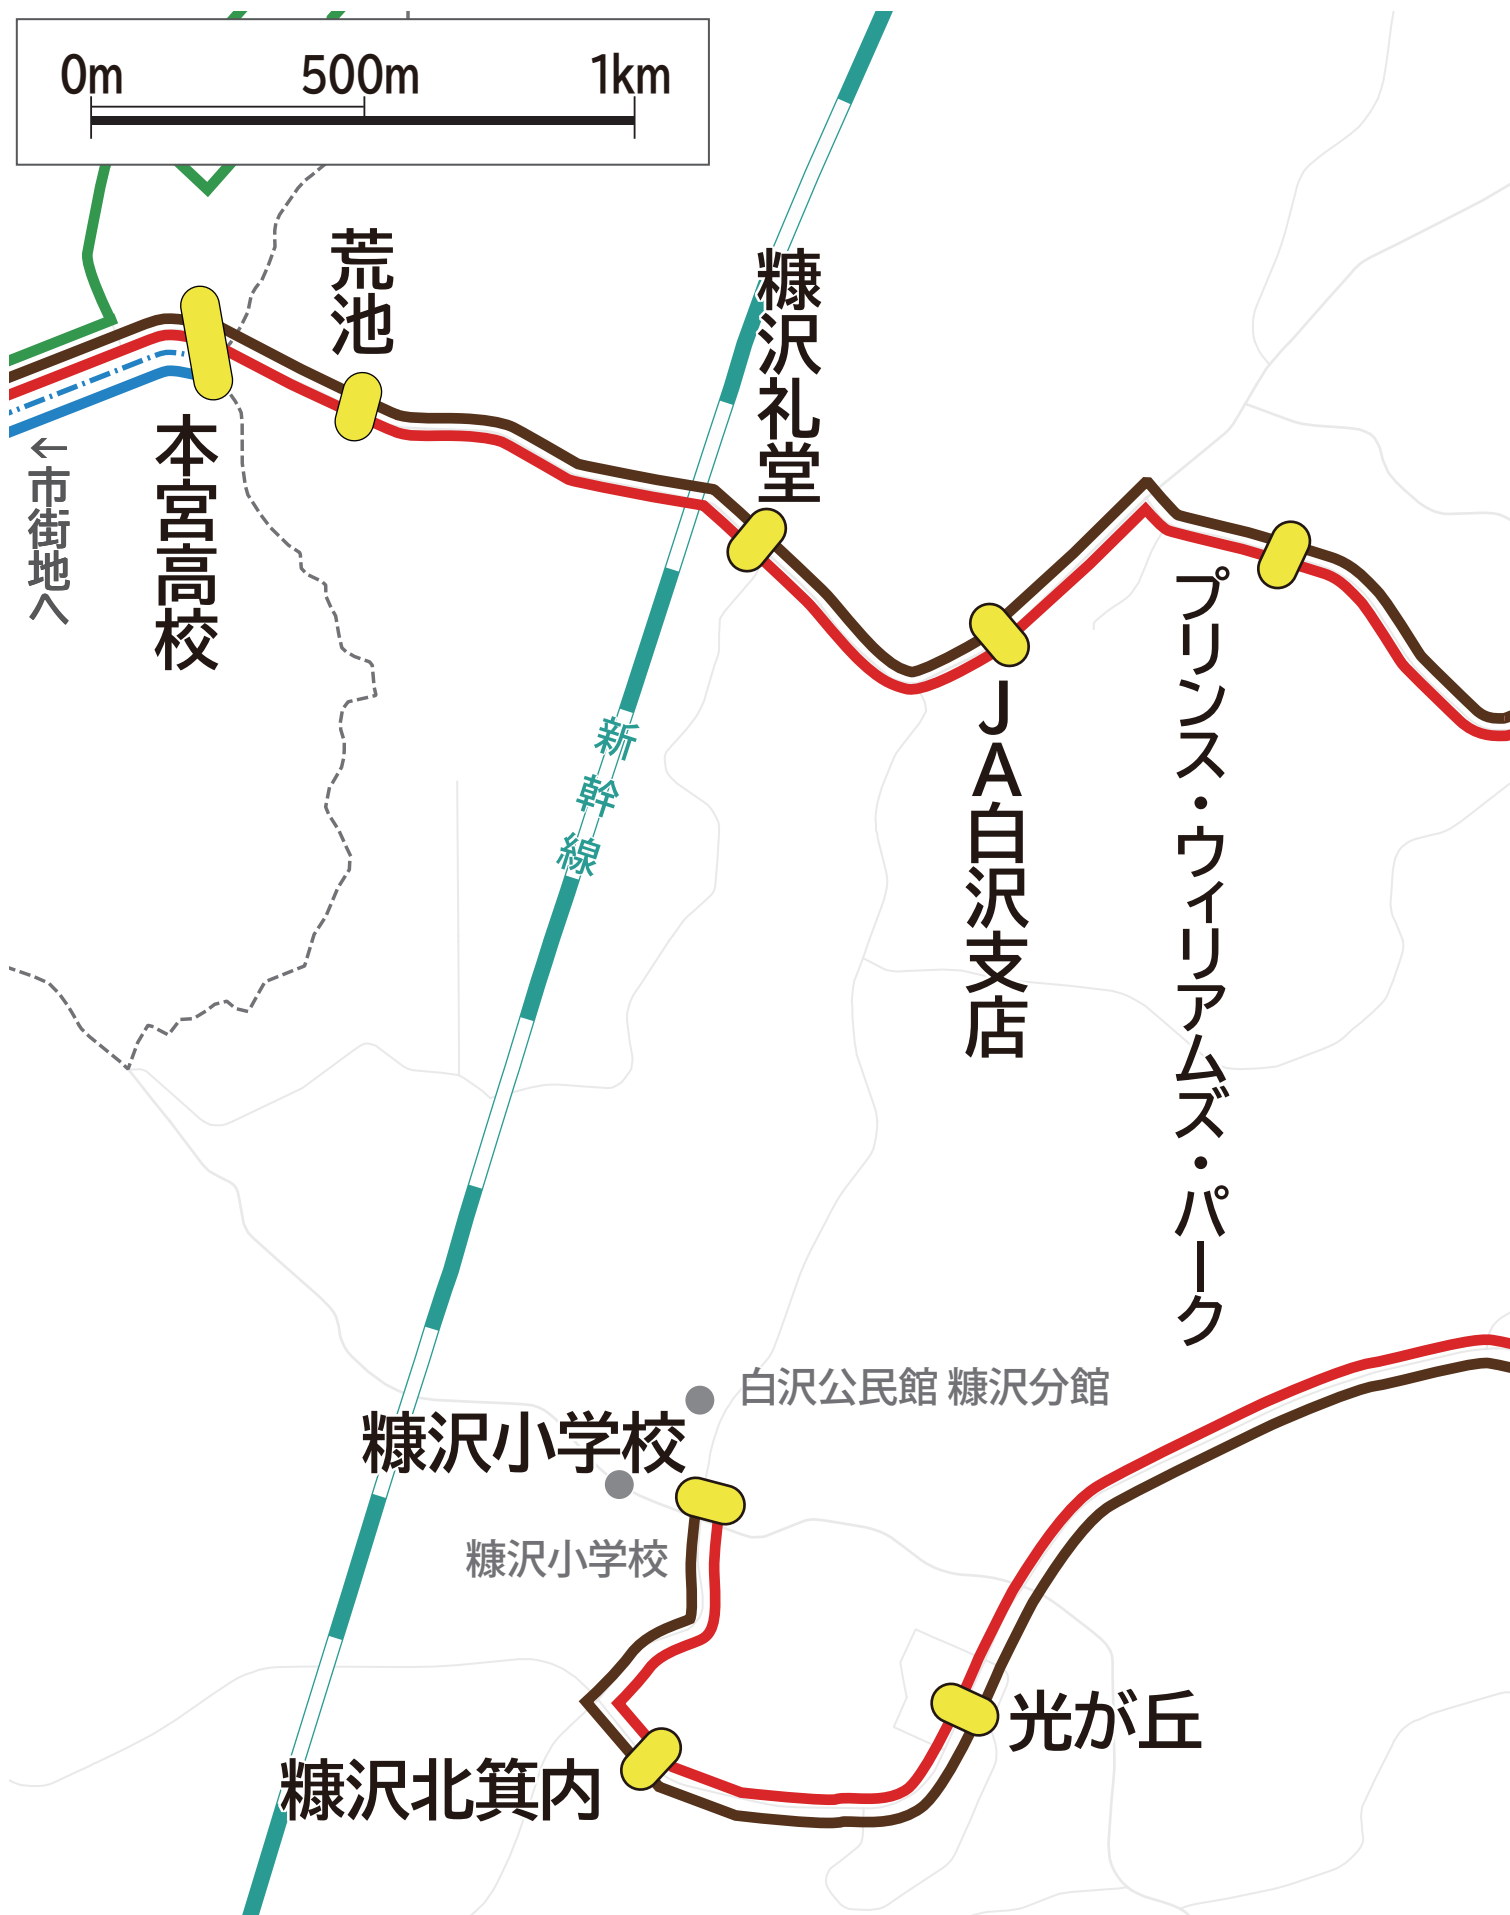 0m 500m 1km
荒池
糠沢礼堂
本宮高校
←市街地へ
新幹線
JA白沢支店
プリンス・ウィリアムズ・パーク
白沢公民館 糠沢分館
糠沢小学校
糠沢小学校
光が丘
糠沢北箕内